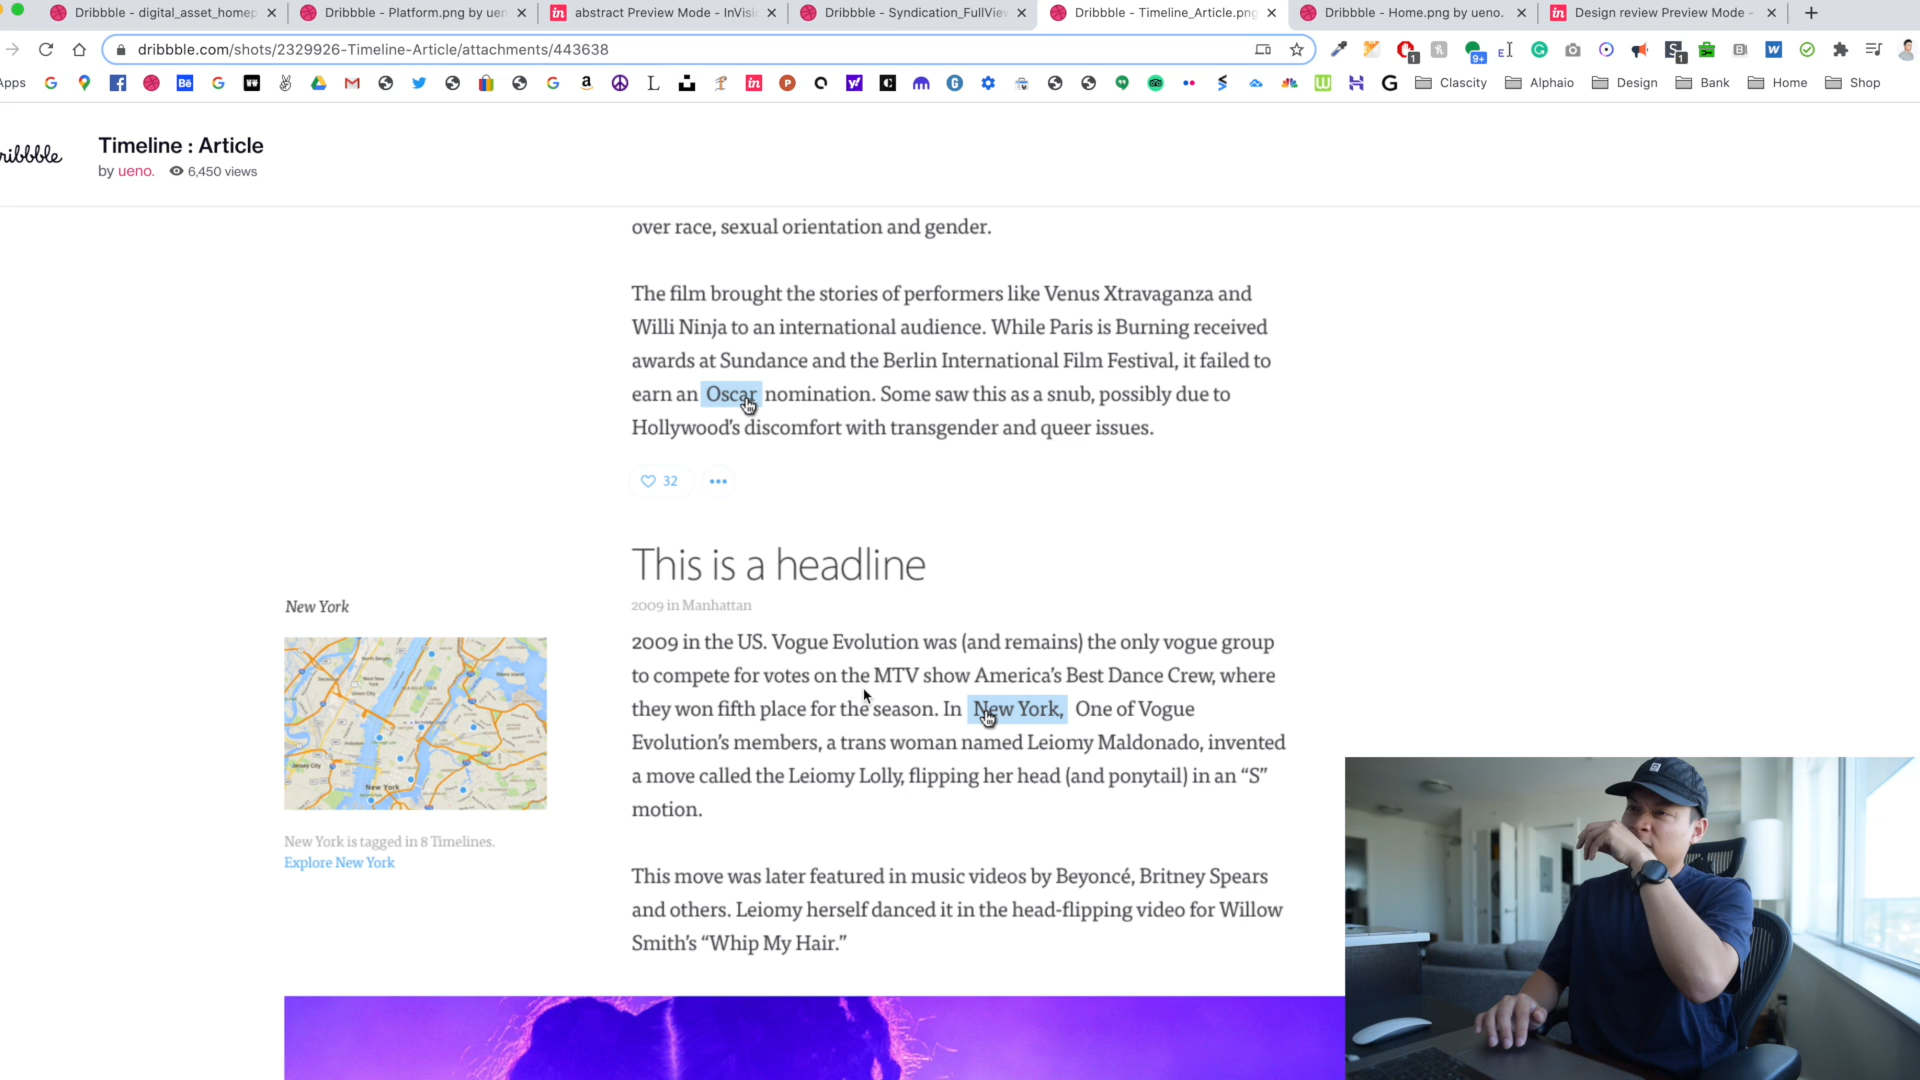 Dribbble - digital_asset_homep
Dribbble - Platform.png by uen
abstract Preview Mode - InVisi
Dribbble - Syndication_FullView
Dribbble - Timeline_Article.png
Dribbble - Home.png by ueno.
Design review Preview Mode -
dribbble.com/shots/2329926-Timeline-Article/attachments/443638
Apps
Clascity
Alphaio
Design
Bank
Home
Shop
Timeline : Article
by ueno. 6,450 views
over race, sexual orientation and gender.
The film brought the stories of performers like Venus Xtravaganza and
Willi Ninja to an international audience. While Paris is Burning received
awards at Sundance and the Berlin International Film Festival, it failed to
earn an Oscar nomination. Some saw this as a snub, possibly due to
Hollywood's discomfort with transgender and queer issues.
32
This is a headline
2009 in Manhattan
2009 in the US. Vogue Evolution was (and remains) the only vogue group
to compete for votes on the MTV show America's Best Dance Crew, where
they won fifth place for the season. In New York, One of Vogue
Evolution's members, a trans woman named Leiomy Maldonado, invented
a move called the Leiomy Lolly, flipping her head (and ponytail) in an “S”
motion.
This move was later featured in music videos by Beyoncé, Britney Spears
and others. Leiomy herself danced it in the head-flipping video for Willow
Smith's “Whip My Hair.”
New York
MANHATTAN
Union City
Jersey City
New York
New York is tagged in 8 Timelines.
Explore New York